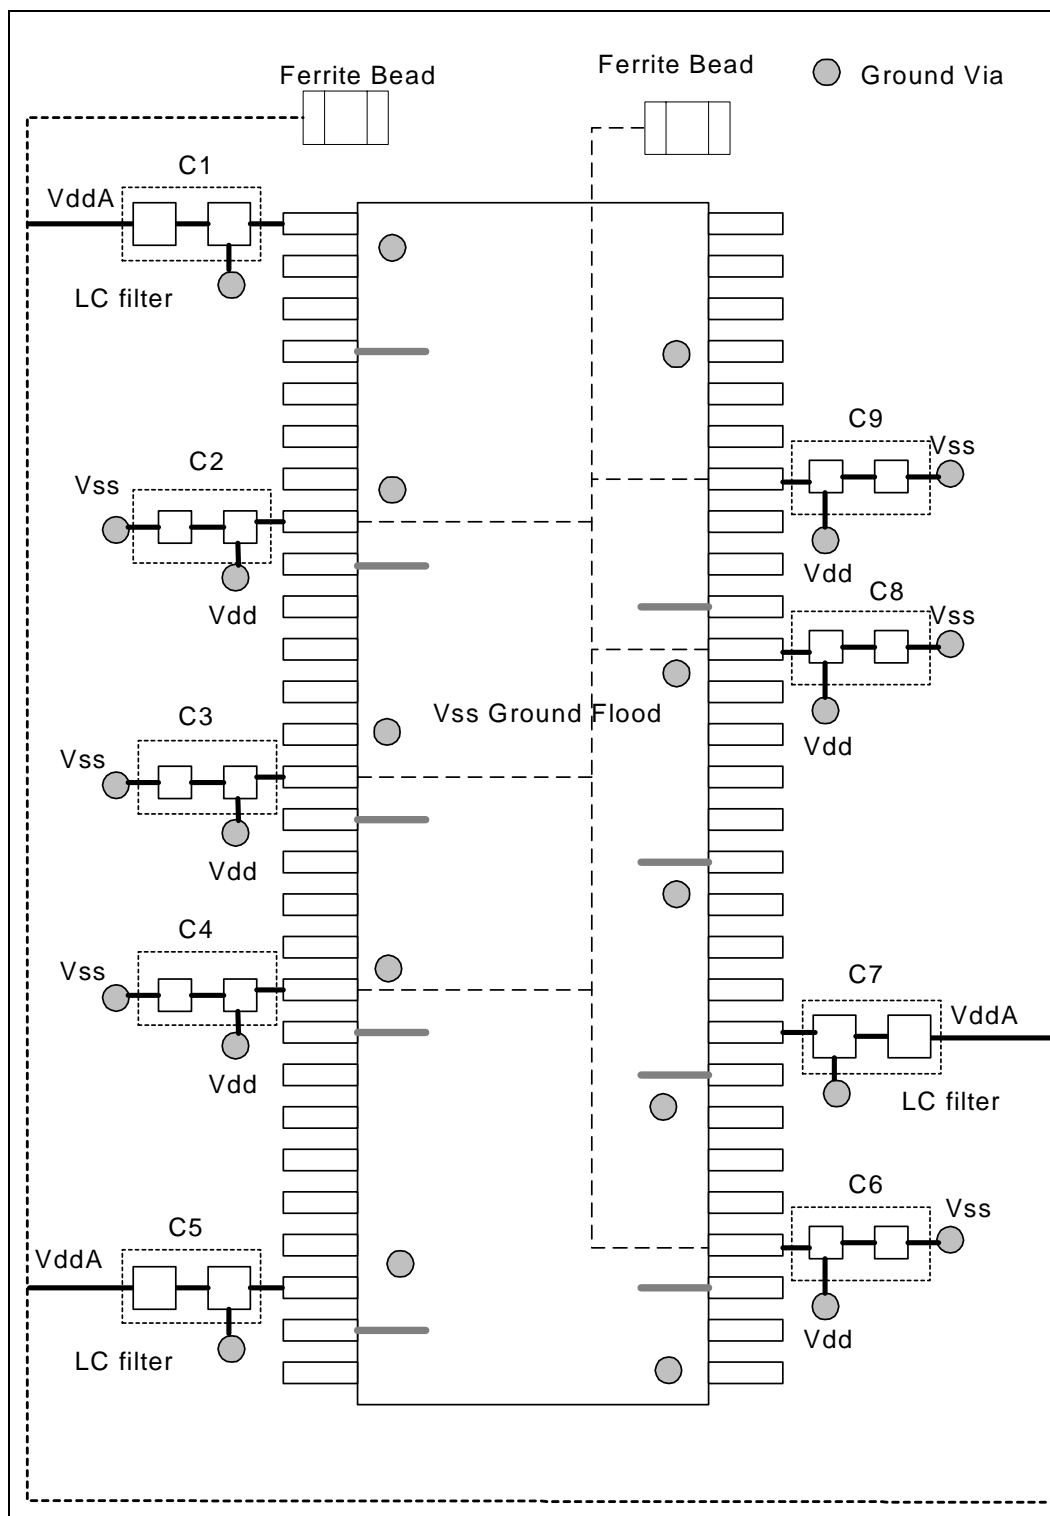 Ferrite Bead
Ferrite Bead
Ground Via
C1
VddA
LC filter
C9
Vss
C2
Vss
Vdd
Vdd
C8
Vss
C3
Vss Ground Flood
Vss
Vdd
Vdd
C4
Vss
C7
VddA
Vdd
LC filter
C6
Vss
C5
VddA
Vdd
LC filter